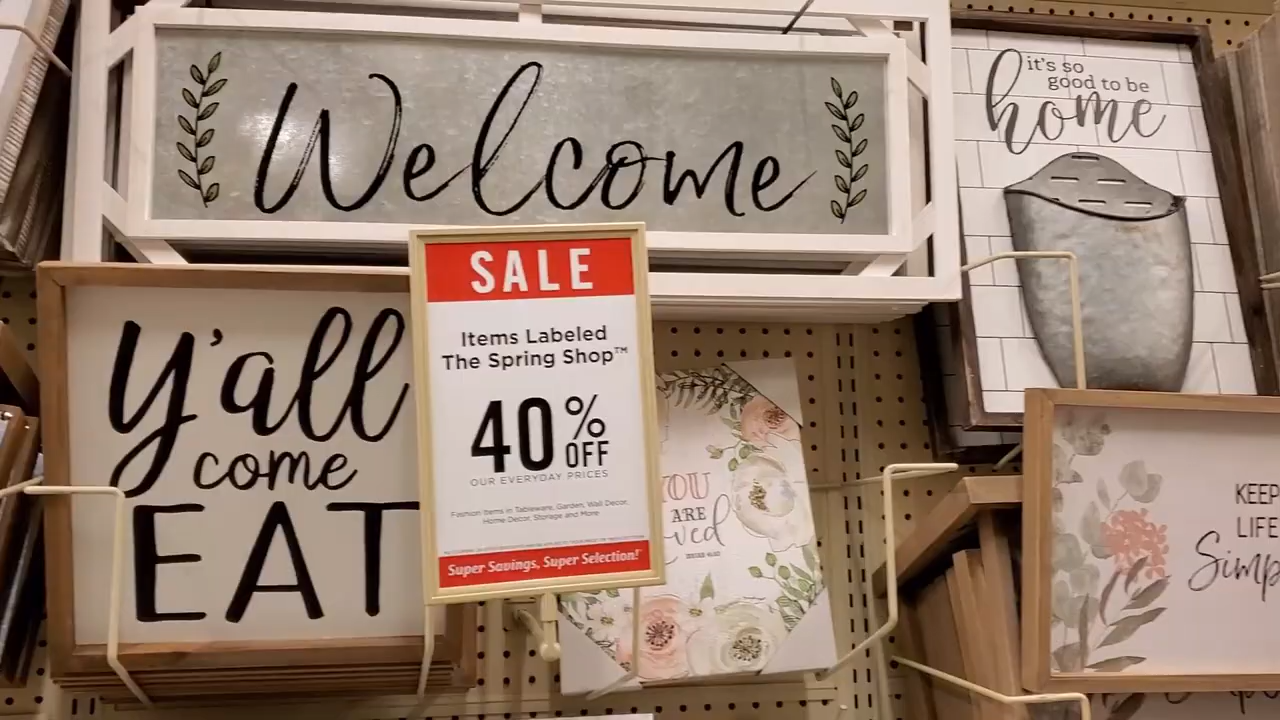 Welcome
it's so
good to be
home
Y'all
come
EAT
SALE
Items Labeled
The Spring Shop™
40% OFF
OUR EVERYDAY PRICES
Fashion Items in Tableware, Garden, Wall Decor,
Home Decor, Storage and More
Super Savings, Super Selection!
YOU
ARE
KEEP
LIFE
Simp